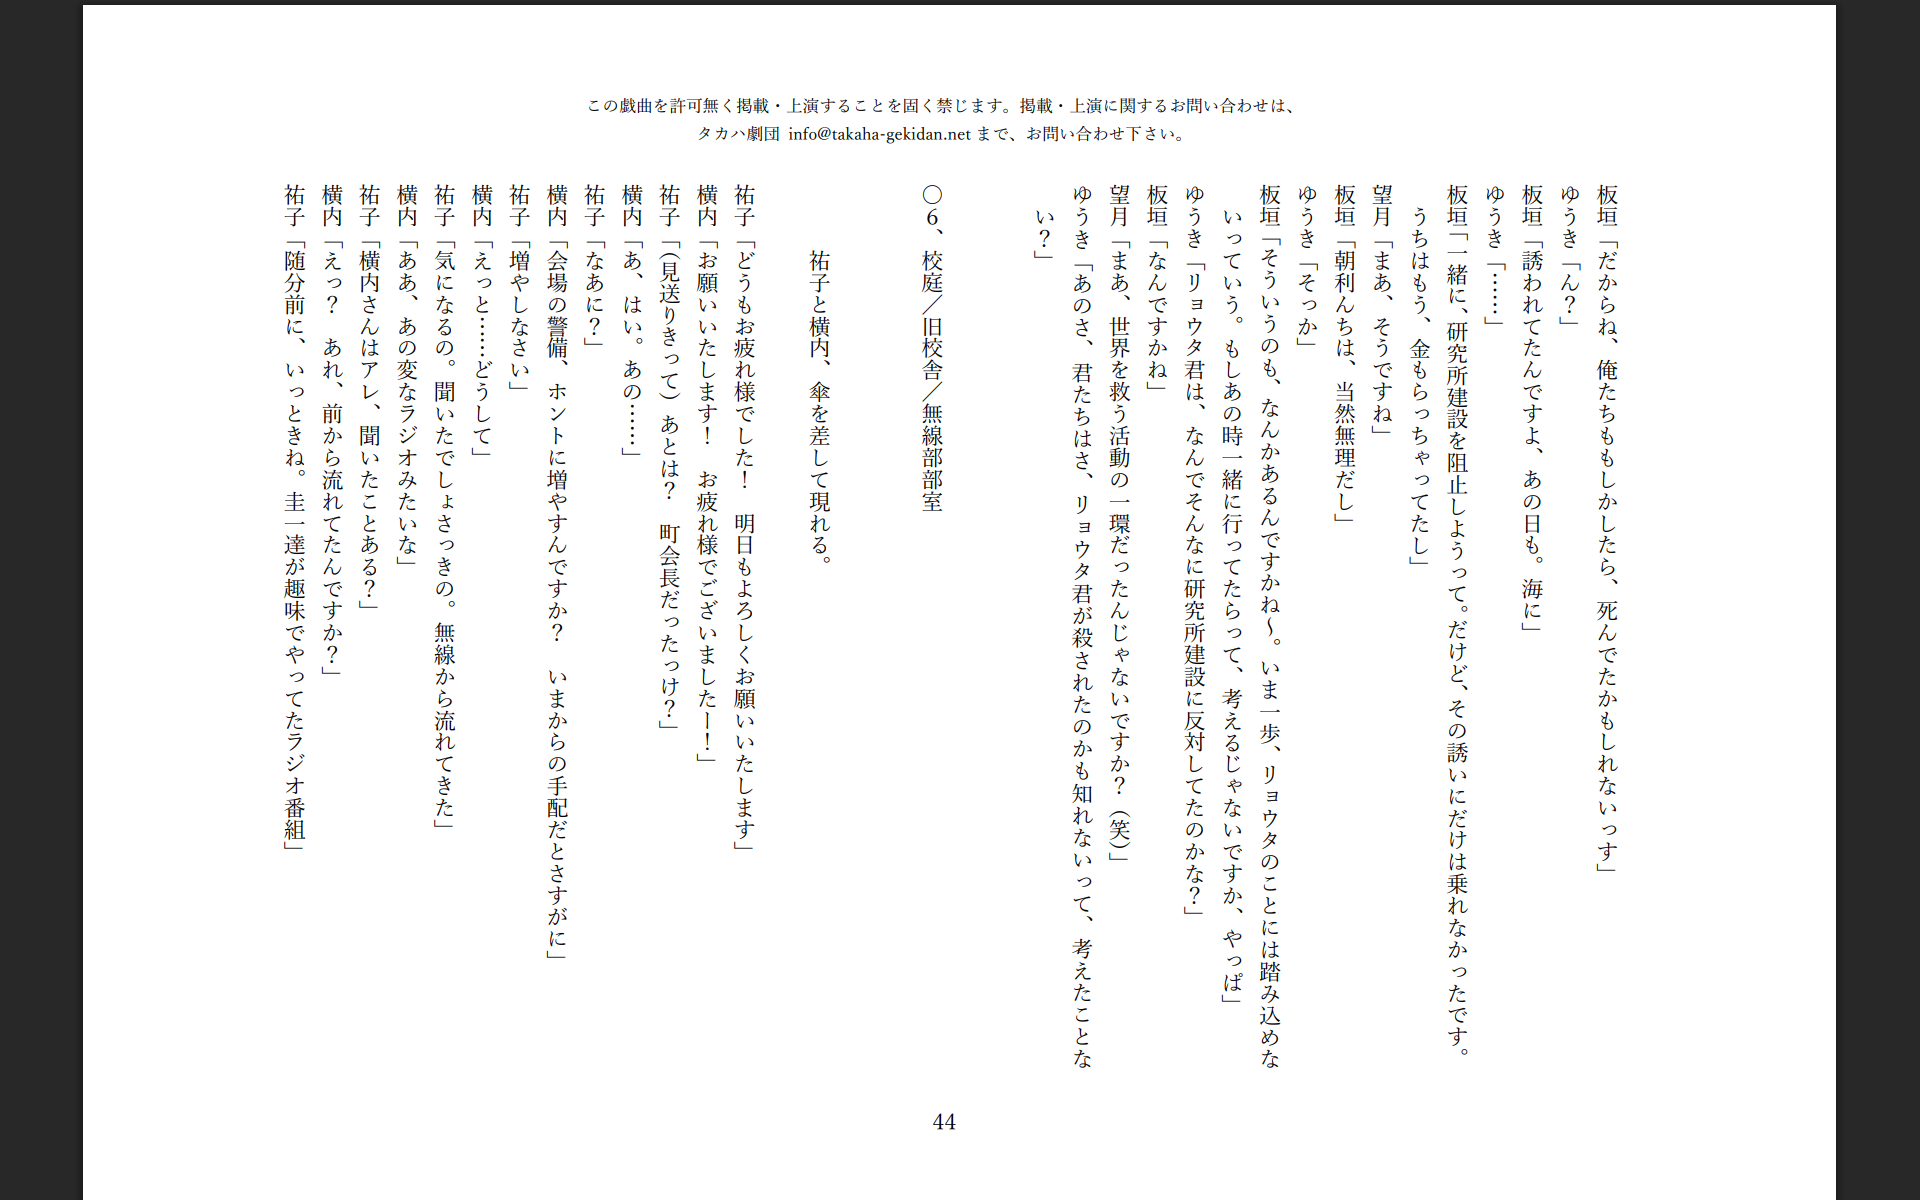 この戯曲を許可無く掲載・上演することを固く禁じます。掲載・上演に関するお問い合わせは、
タカハ劇団 info@takaha-gekidan.net まで、お問い合わせ下さい。
板垣「だからね、俺たちももしかしたら、死んでたかもしれないっす」
ゆうき「ん？」
板垣「誘われてたんですよ、あの日も。海に」
ゆうき「……」
板垣「一緒に、研究所建設を阻止しようって。だけど、その誘いにだけは乗れなかったです。
うちはもう、金もらっちゃってたし」
望月「まあ、そうですね」
板垣「朝利んちは、当然無理だし」
ゆうき「そっか」
板垣「そういうのも、なんかあるんですかね～。いま一歩、リョウタのことには踏み込めな
いっていう。もしあの時一緒に行ってたらって、考えるじゃないですか、やっぱ」
ゆうき「リョウタ君は、なんでそんなに研究所建設に反対してたのかな？」
板垣「なんですかね」
望月「まあ、世界を救う活動の一環だったんじゃないですか？（笑）」
ゆうき「あのさ、君たちはさ、リョウタ君が殺されたのかも知れないって、考えたことな
い？」
〇６、校庭／旧校舎／無線部部室
祐子と横内、傘を差して現れる。
祐子「どうもお疲れ様でした！　明日もよろしくお願いいたします」
横内「お願いいたします！　お疲れ様でございましたー！」
祐子「（見送りきって）あとは？　町会長だったっけ？」
横内「あ、はい。あの……」
祐子「なあに？」
横内「会場の警備、ホントに増やすんですか？　いまからの手配だとさすがに」
祐子「増やしなさい」
横内「えっと……どうして」
祐子「気になるの。聞いたでしょさっきの。無線から流れてきた」
横内「ああ、あの変なラジオみたいな」
祐子「横内さんはアレ、聞いたことある？」
横内「えっ？　あれ、前から流れてたんですか？」
祐子「随分前に、いっときね。圭一達が趣味でやってたラジオ番組」
44